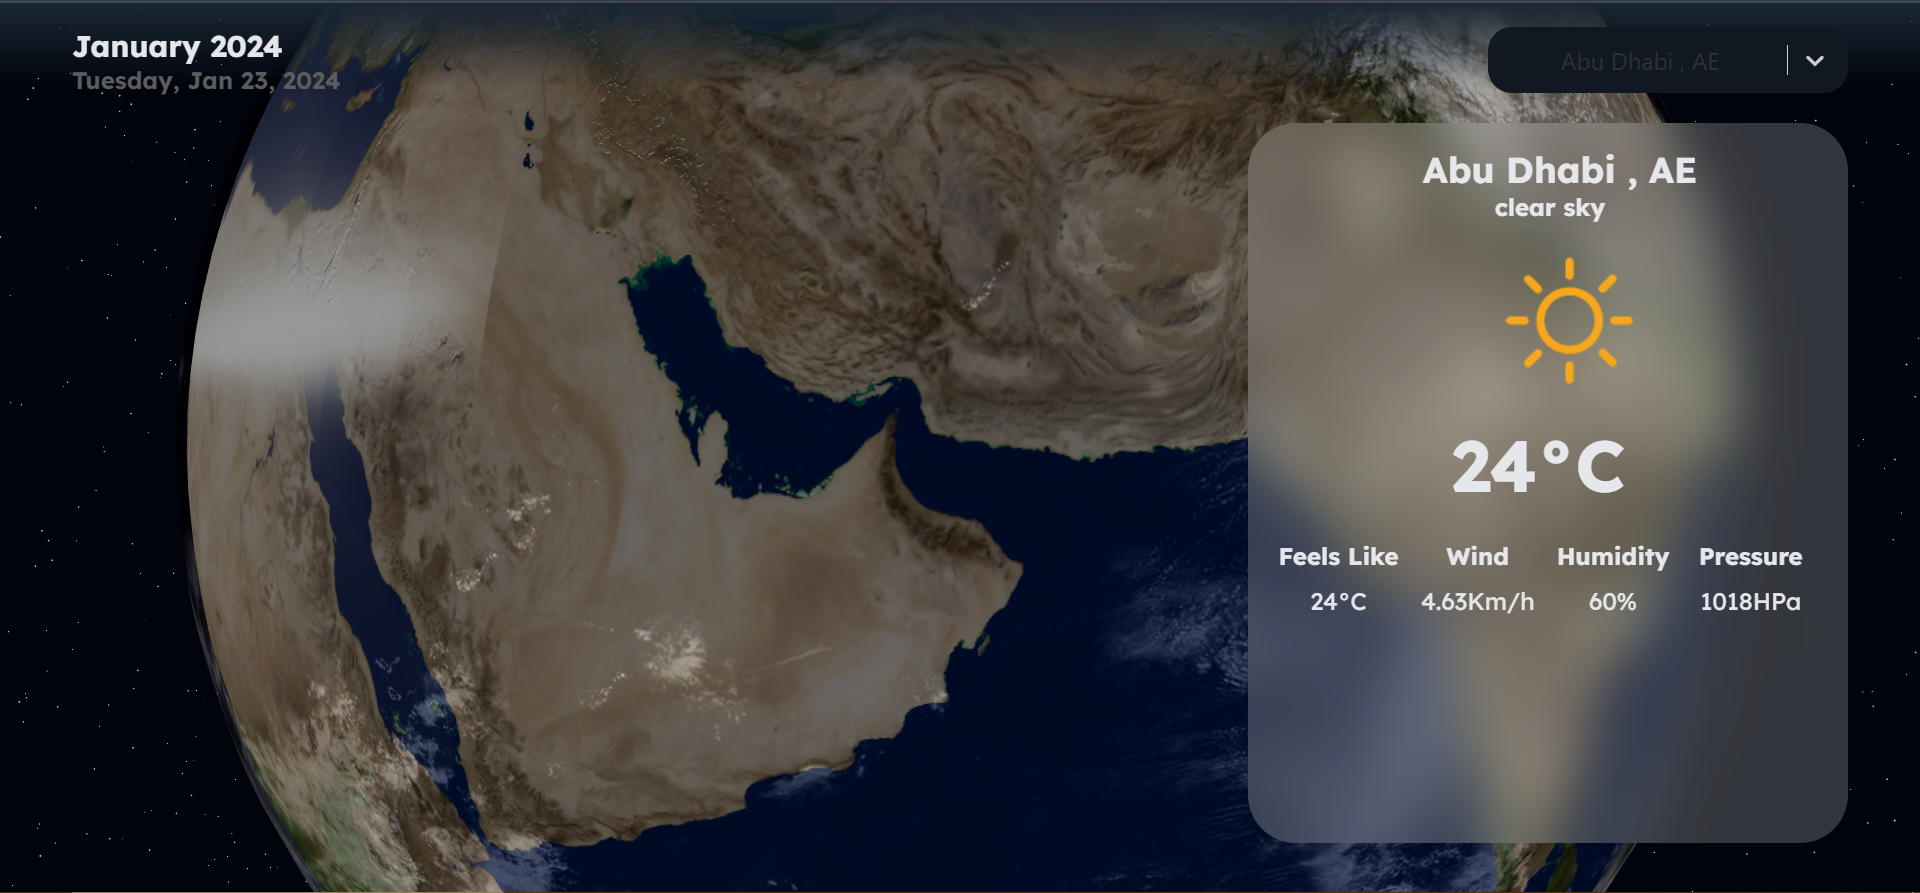 January 2024
Tuesday, Jan 23, 2024
Abu Dhabi , AE
Abu Dhabi , AE
clear sky
24°C
Feels Like Wind Humidity Pressure
24°C 4.63Km/h 60% 1018HPa